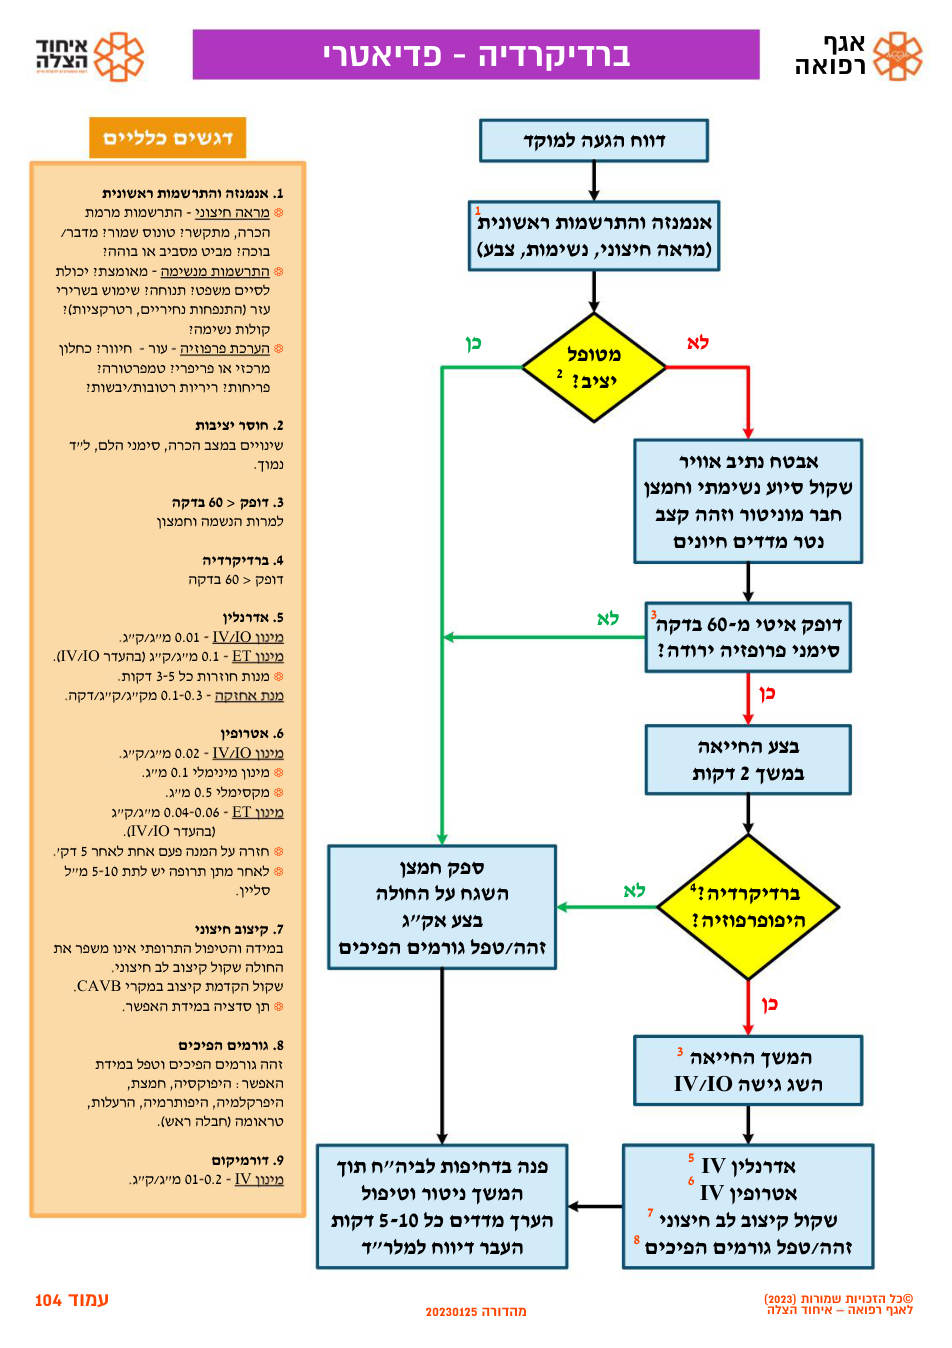 אגף
רפואה
ברדיקרדיה - פדיאטרי
איחוד
הצלה
דווח הגעה למוקד
אנמנזה והתרשמות ראשונית 1
(מראה חיצוני, נשימות, צבע)
מטופל
יציב? 2
לא
כן
אבטח נתיב אוויר
שקול סיוע נשימתי וחמצן
חבר מוניטור וזהה קצב
נטר מדדים חיונים
דופק איטי מ-60 בדקה 3
סימני פרופזיה ירודה?
לא
כן
בצע החייאה
במשך 2 דקות
ברדיקרדיה? 4
היפופרפוזיה?
לא
כן
ספק חמצן
השגח על החולה
בצע אק"ג
זהה/טפל גורמים הפיכים
המשך החייאה 3
השג גישה IV/IO
אדרנלין IV 5
אטרופין IV 6
שקול קיצוב לב חיצוני 7
זהה/טפל גורמים הפיכים 8
פנה בדחיפות לביה"ח תוך
המשך ניטור וטיפול
הערך מדדים כל 5-10 דקות
העבר דיווח למלר"ד
דגשים כלליים
1. אנמנזה והתרשמות ראשונית
מראה חיצוני - התרשמות מרמת
הכרה, מתקשר? טונוס שמור? מדבר/
בוכה? מביט מסביב או בוהה?
התרשמות מנשימה - מאומצת? יכולת
לסיים משפט? תנוחה? שימוש בשרירי
עזר (התנפחות נחיריים, רטרקציות)?
קולות נשימה?
הערכת פרפוזיה - עור - חיוור? כחלון
מרכזי או פריפרי? טמפרטורה?
פריחות? ריריות רטובות/יבשות?
2. חוסר יציבות
שינויים במצב הכרה, סימני הלם, ל"ד
נמוך.
3. דופק < 60 בדקה
למרות הנשמה וחמצון
4. ברדיקרדיה
דופק < 60 בדקה
5. אדרנלין
מינון IV/IO - 0.01 מ"ג/ק"ג.
מינון ET - 0.1 מ"ג/ק"ג (בהעדר IV/IO).
מנות חוזרות כל 3-5 דקות.
מנת אחזקה - 0.1-0.3 מק"ג/ק"ג/דקה.
6. אטרופין
מינון IV/IO - 0.02 מ"ג/ק"ג.
מינון מינימלי 0.1 מ"ג.
מקסימלי 0.5 מ"ג.
מינון ET - 0.04-0.06 מ"ג/ק"ג
(בהעדר IV/IO).
חזרה על המנה פעם אחת לאחר 5 דק'.
לאחר מתן תרופה יש לתת 5-10 מ"ל
סליין.
7. קיצוב חיצוני
במידה והטיפול התרופתי אינו משפר את
החולה שקול קיצוב לב חיצוני.
שקול הקדמת קיצוב במקרי CAVB.
תן סדציה במידת האפשר.
8. גורמים הפיכים
זהה גורמים הפיכים וטפל במידת
האפשר: היפוקסיה, חמצת,
היפרקלמיה, היפותרמיה, הרעלות,
טראומה (חבלה ראש).
9. דורמיקום
מינון IV - 01-0.2 מ"ג/ק"ג.
©כל הזכויות שמורות (2023)
לאגף רפואה – איחוד הצלה
מהדורה 20230125
עמוד 104